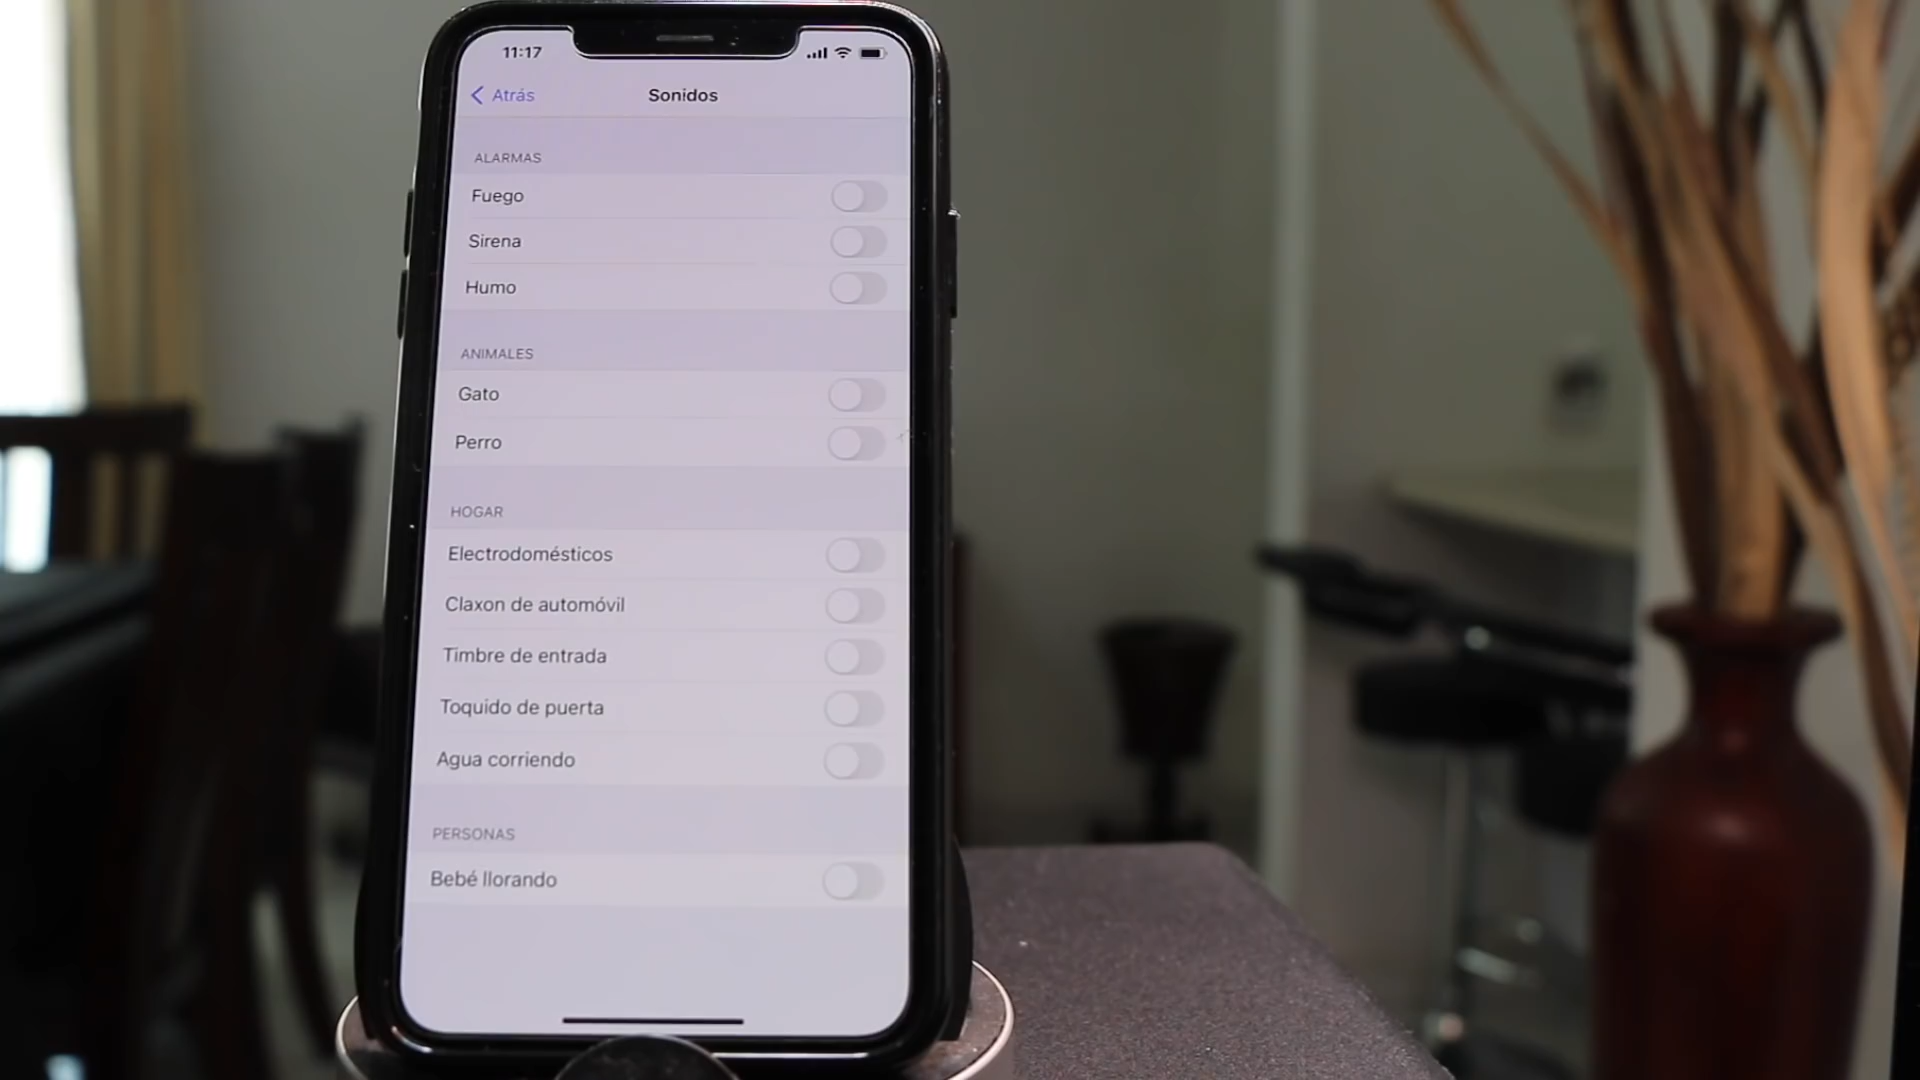 11:17
Atrás
Sonidos
ALARMAS
Fuego
Sirena
Humo
ANIMALES
Gato
Perro
HOGAR
Electrodomésticos
Claxon de automóvil
Timbre de entrada
Toquido de puerta
Agua corriendo
PERSONAS
Bebé llorando